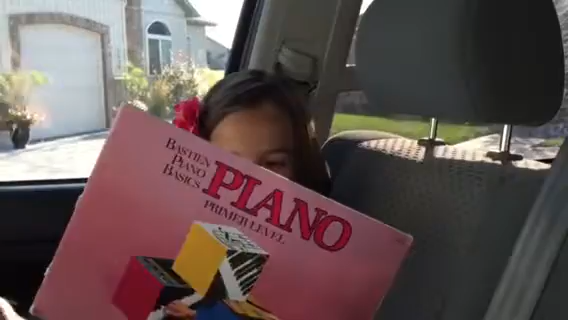 BASTIEN
PIANO
BASICS
PIANO
PRIMER LEVEL